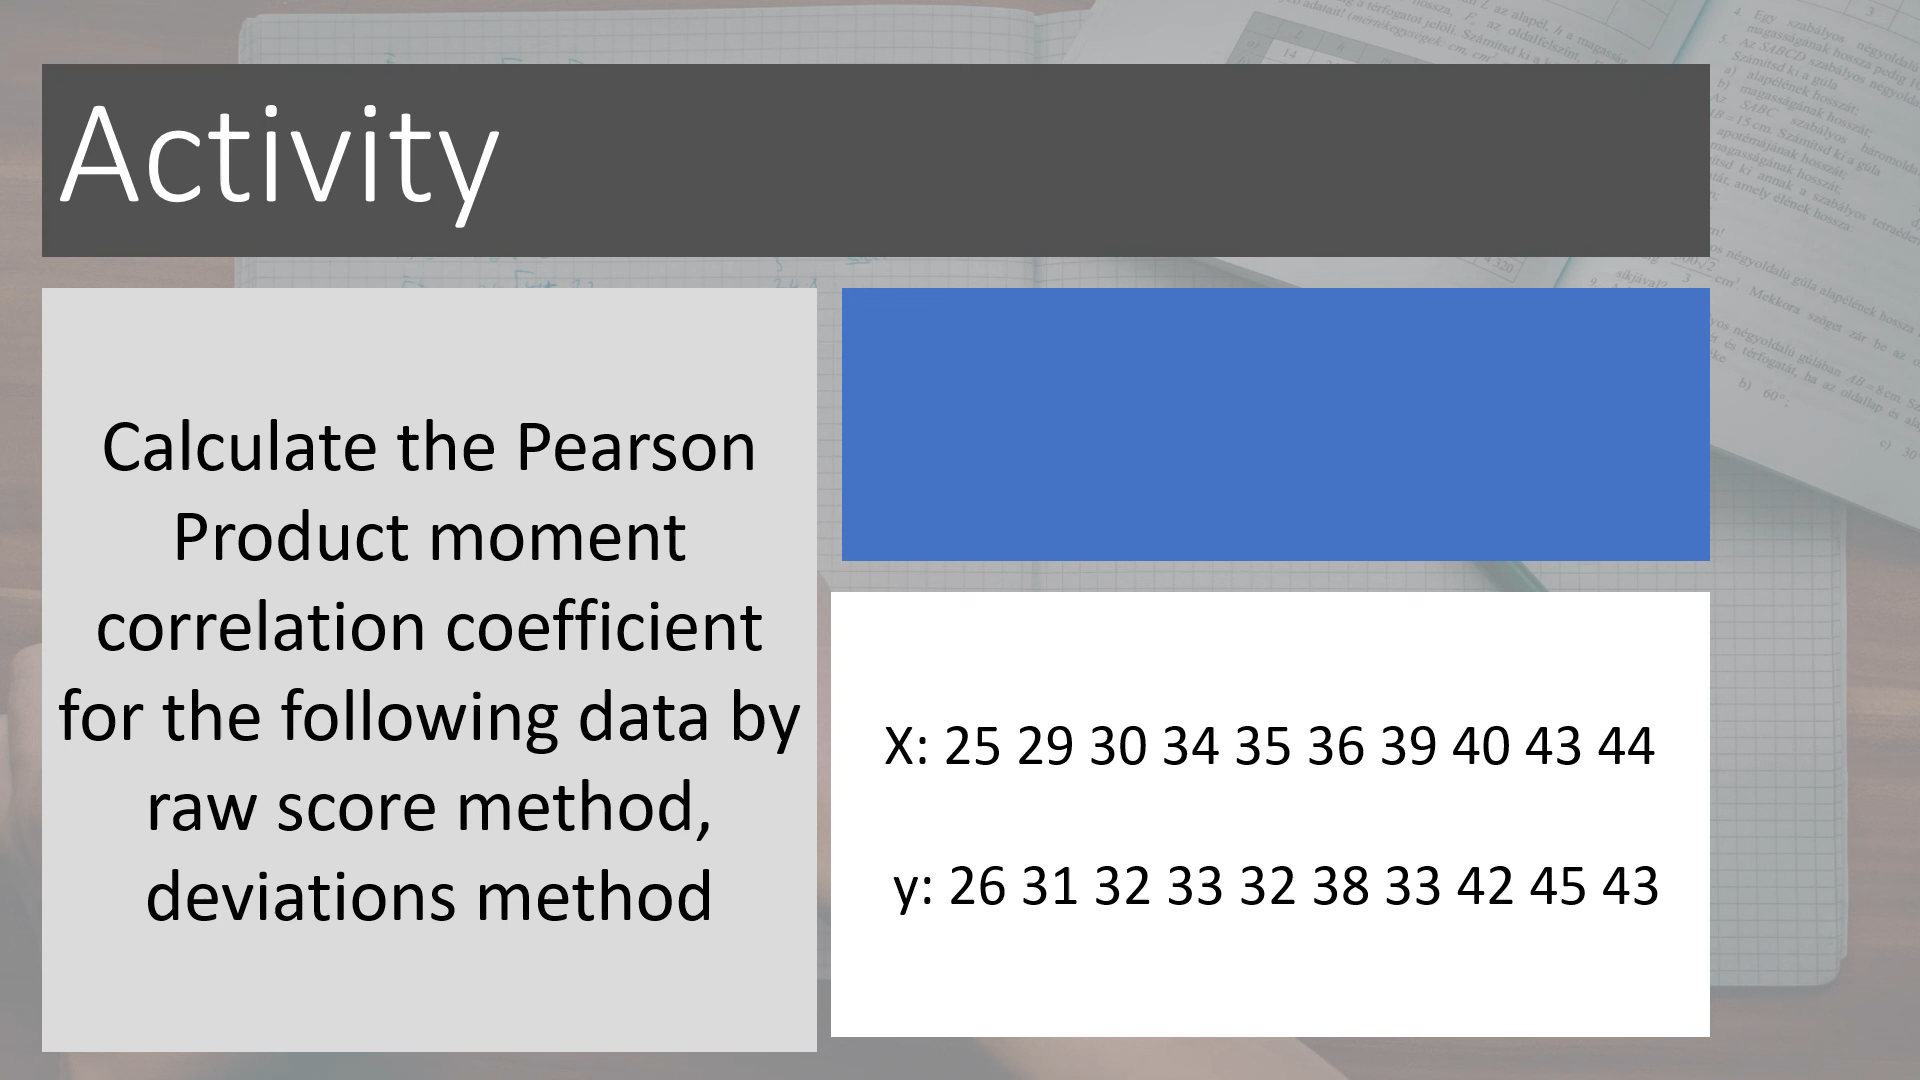 Activity
Calculate the Pearson
Product moment
correlation coefficient
for the following data by
raw score method,
deviations method
X: 25 29 30 34 35 36 39 40 43 44
y: 26 31 32 33 32 38 33 42 45 43